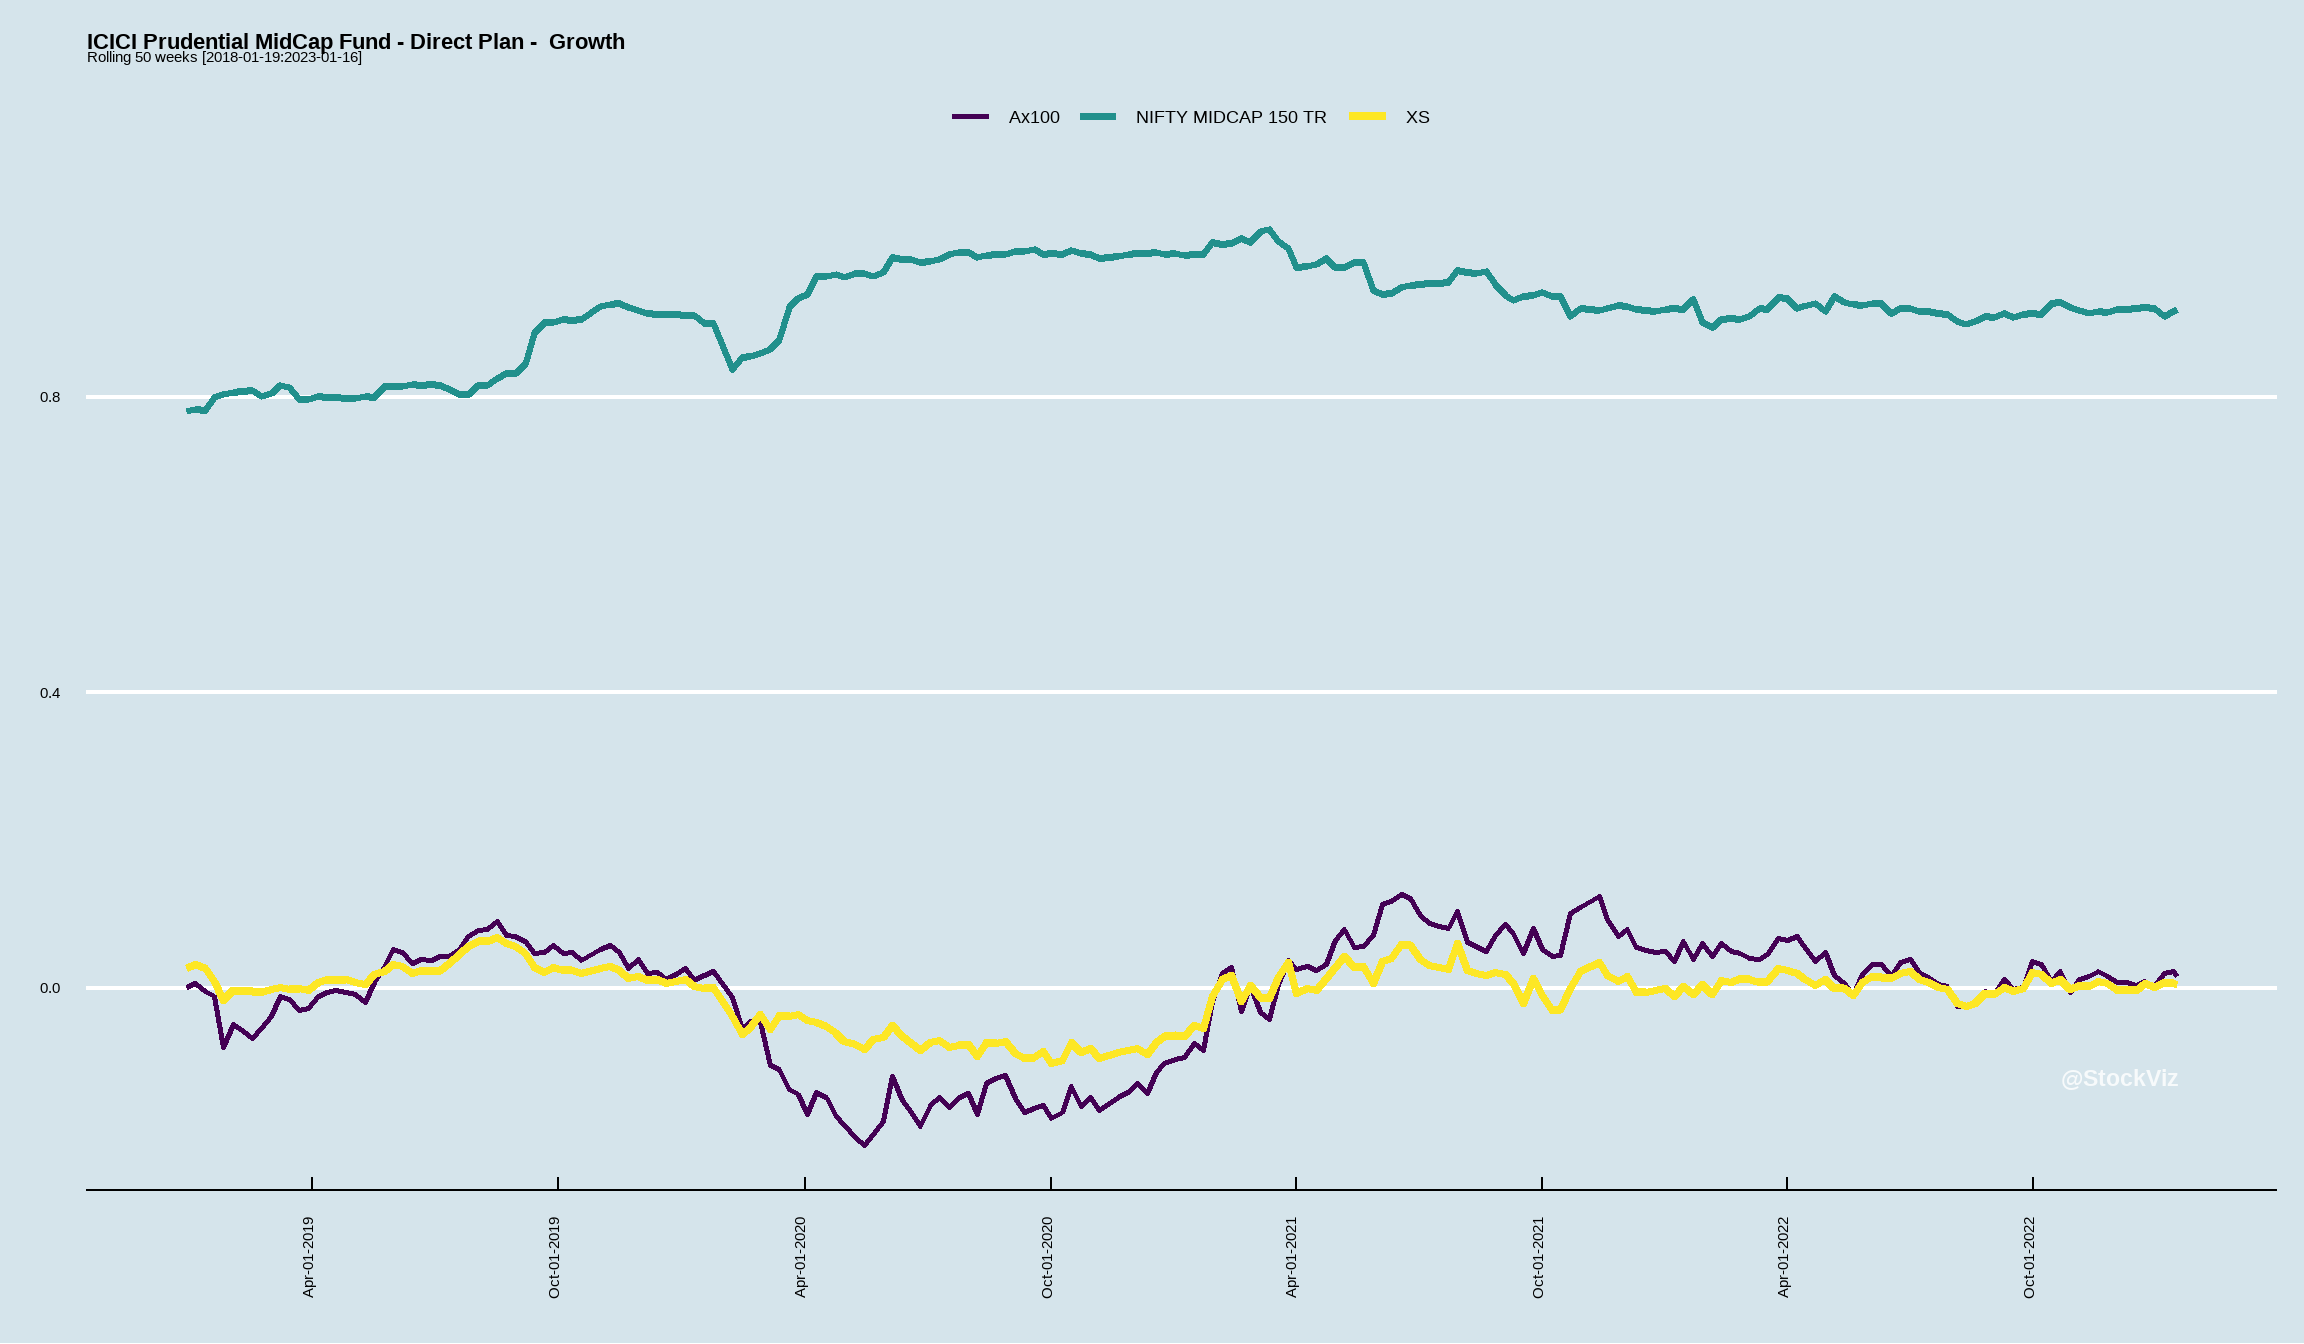 ICICI Prudential MidCap Fund - Direct Plan -  Growth
Rolling 50 weeks [2018-01-19:2023-01-16]
Ax100 NIFTY MIDCAP 150 TR XS
0.8
0.4
0.0
@StockViz
Apr-01-2019 Oct-01-2019 Apr-01-2020 Oct-01-2020 Apr-01-2021 Oct-01-2021 Apr-01-2022 Oct-01-2022